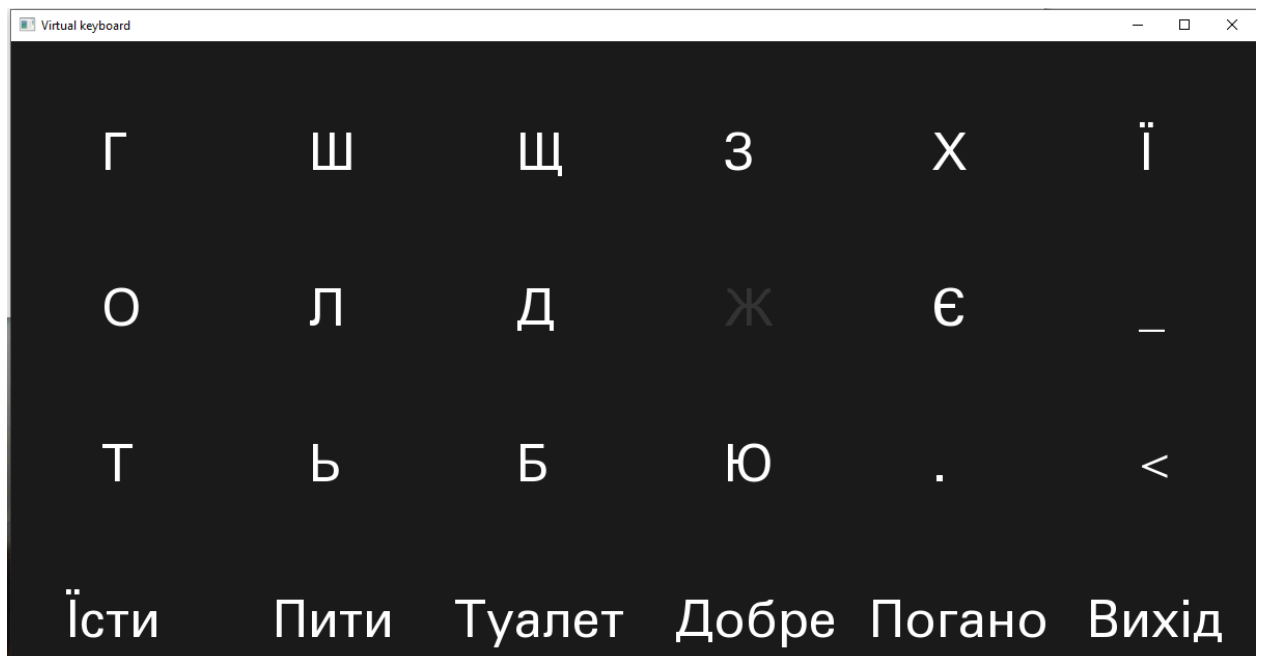 Virtual keyboard
Г Ш Щ З Х Ї
О Л Д Ж Є _
Т Ь Б Ю . <
Їсти Пити Туалет Добре Погано Вихід